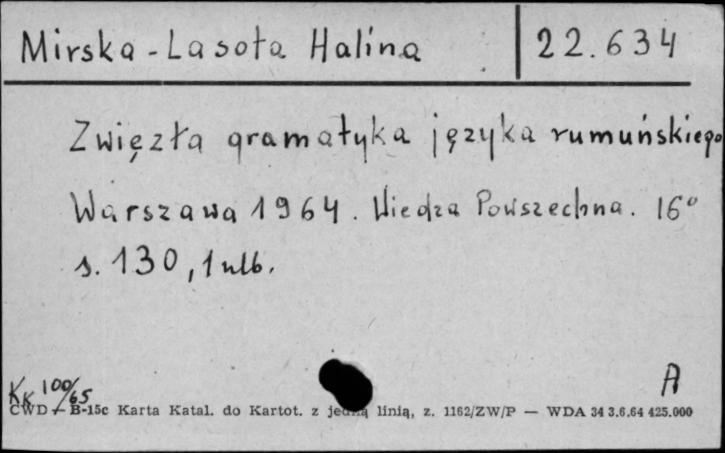 Mirska-Lasota Halina 22.634
Zwięzła gramatyka języka rumuńskiego
Warszawa 1964. Wiedza Powszechna. 16°
s. 130, 1 nlb.
A
KK 100/65
CWD — B-15c Karta Katal. do Kartot. z jedną linią, z. 1162/ZW/P — WDA 34 3.6.64 425.000